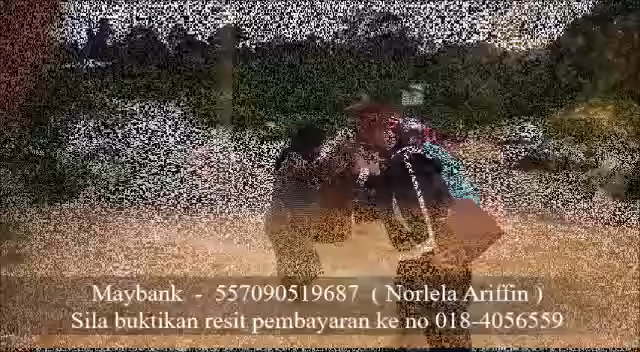 Maybank - 557090519687 ( Norlela Ariffin )
Sila buktikan resit pembayaran ke no 018-4056559